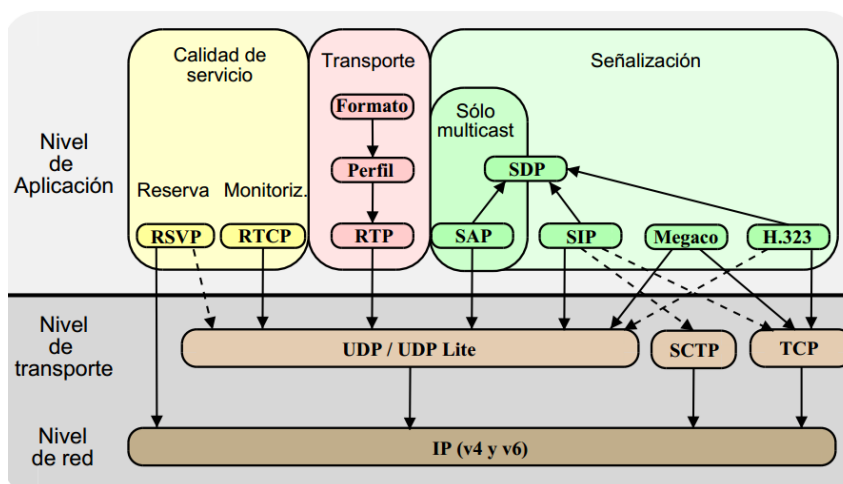 Calidad de
servicio
Transporte
Señalización
Formato
Sólo
multicast
Nivel
de
Aplicación
Perfil
SDP
Reserva
Monitoriz.
RSVP
RTCP
RTP
SAP
SIP
Megaco
H.323
Nivel
de
transporte
UDP / UDP Lite
SCTP
TCP
Nivel
de red
IP (v4 y v6)